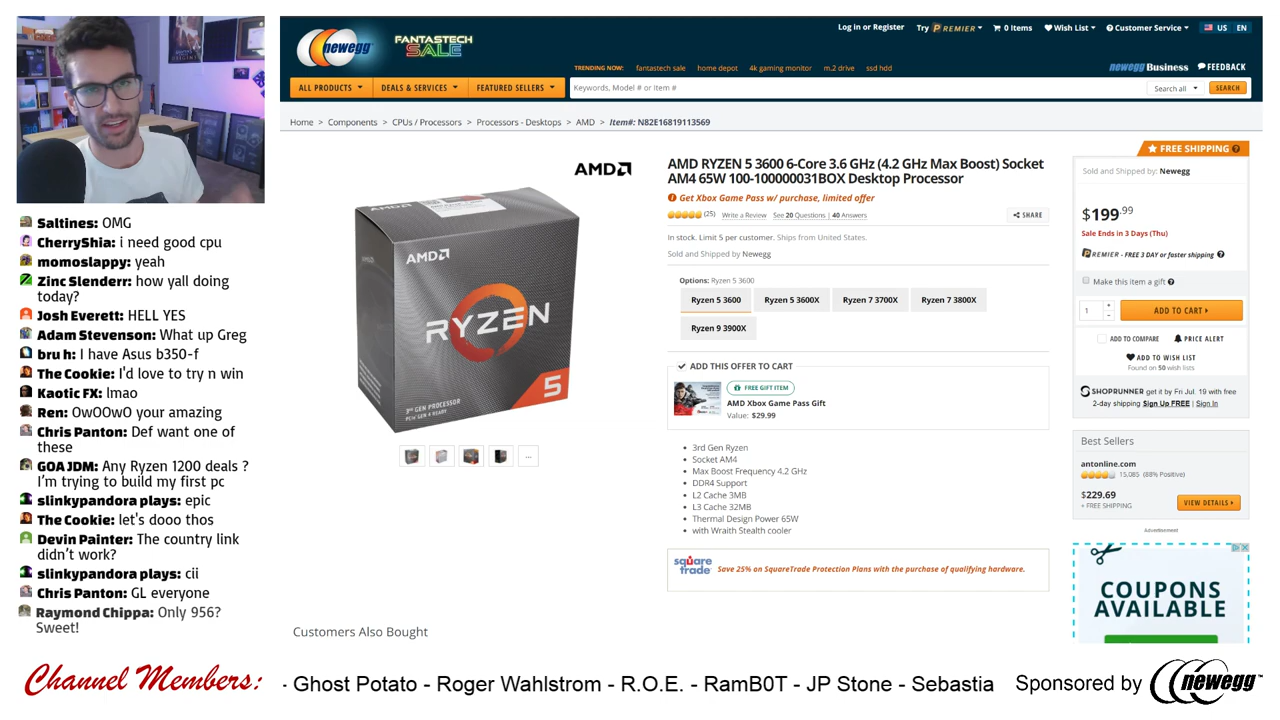 newegg
FANTASTECH
SALE
Log in or Register
Try PREMIER
0 Items
Wish List
Customer Service
US EN
TRENDING NOW: fantastech sale home depot 4k gaming monitor m.2 drive ssd hdd
newegg Business
FEEDBACK
ALL PRODUCTS
DEALS & SERVICES
FEATURED SELLERS
Keywords, Model # or Item #
Search all
SEARCH
Home > Components > CPUs / Processors > Processors - Desktops > AMD > Item#: N82E16819113569
Saltines: OMG
CherryShia: i need good cpu
momoslappy: yeah
Zinc Slenderr: how yall doing
today?
Josh Everett: HELL YES
Adam Stevenson: What up Greg
bru h: I have Asus b350-f
The Cookie: I'd love to try n win
Kaotic FX: lmao
Ren: OwOOwO your amazing
Chris Panton: Def want one of
these
GOA JDM: Any Ryzen 1200 deals ?
I'm trying to build my first pc
slinkypandora plays: epic
The Cookie: let's dooo thos
Devin Painter: The country link
didn't work?
slinkypandora plays: cii
Chris Panton: GL everyone
Raymond Chippa: Only 956?
Sweet!
AMD
AMD
RYZEN
5
3RD GEN PROCESSOR
PCIe GEN 4 READY
...
AMD RYZEN 5 3600 6-Core 3.6 GHz (4.2 GHz Max Boost) Socket
AM4 65W 100-100000031BOX Desktop Processor
Get Xbox Game Pass w/ purchase, limited offer
(25) Write a Review See 20 Questions | 40 Answers
SHARE
In stock. Limit 5 per customer. Ships from United States.
Sold and Shipped by Newegg
Options: Ryzen 5 3600
Ryzen 5 3600
Ryzen 5 3600X
Ryzen 7 3700X
Ryzen 7 3800X
Ryzen 9 3900X
ADD THIS OFFER TO CART
FREE GIFT ITEM
AMD Xbox Game Pass Gift
Value: $29.99
3rd Gen Ryzen
Socket AM4
Max Boost Frequency 4.2 GHz
DDR4 Support
L2 Cache 3MB
L3 Cache 32MB
Thermal Design Power 65W
with Wraith Stealth cooler
square trade
Save 25% on SquareTrade Protection Plans with the purchase of qualifying hardware.
Customers Also Bought
FREE SHIPPING
Sold and Shipped by: Newegg
$199.99
Sale Ends in 3 Days (Thu)
PREMIER - FREE 3 DAY or faster shipping
Make this item a gift
1
ADD TO CART
ADD TO COMPARE
PRICE ALERT
ADD TO WISH LIST
Found on 50 wish lists
SHOPRUNNER get it by Fri Jul. 19 with free
2-day shipping Sign Up FREE | Sign In
Best Sellers
antonline.com
15,085 (88% Positive)
$229.69
+ FREE SHIPPING
VIEW DETAILS
Advertisement
COUPONS
AVAILABLE
Channel Members:
- Ghost Potato - Roger Wahlstrom - R.O.E. - RamB0T - JP Stone - Sebastia
Sponsored by newegg